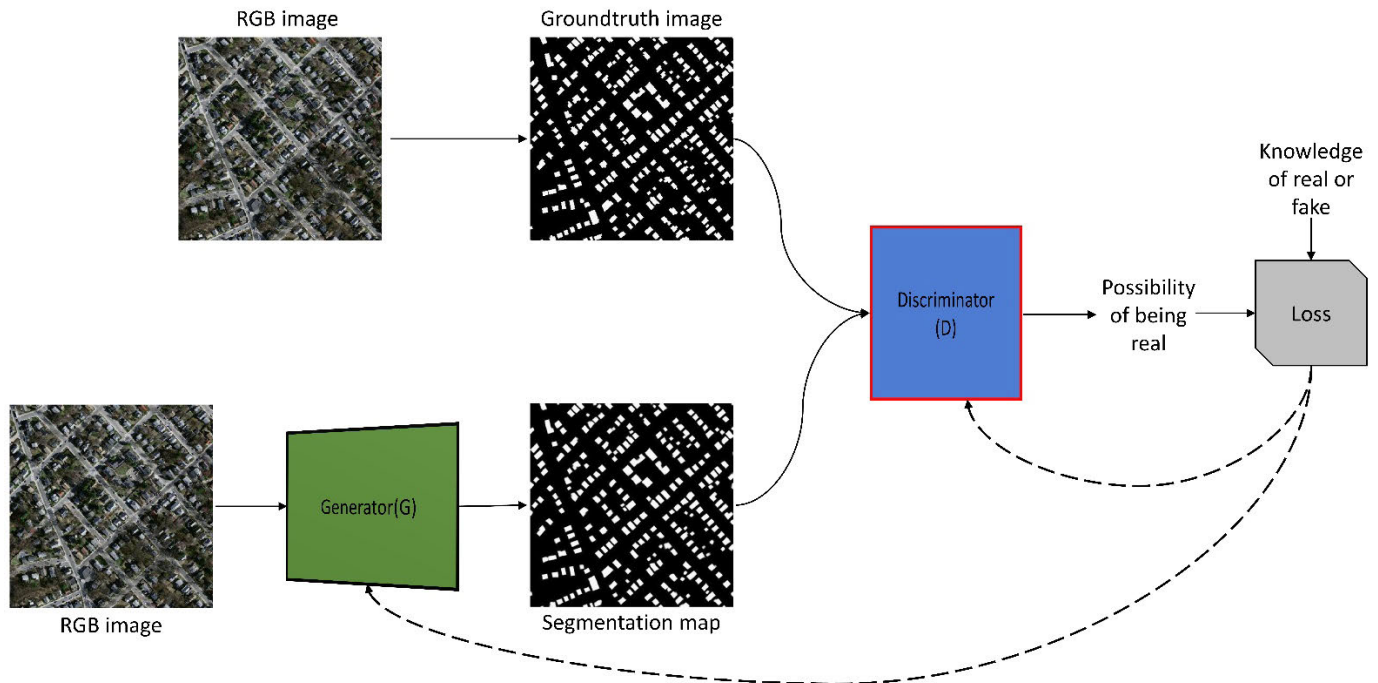 RGB image
Groundtruth image
Knowledge
of real or
fake
Discriminator
(D)
Possibility
of being
real
Loss
Generator(G)
RGB image
Segmentation map